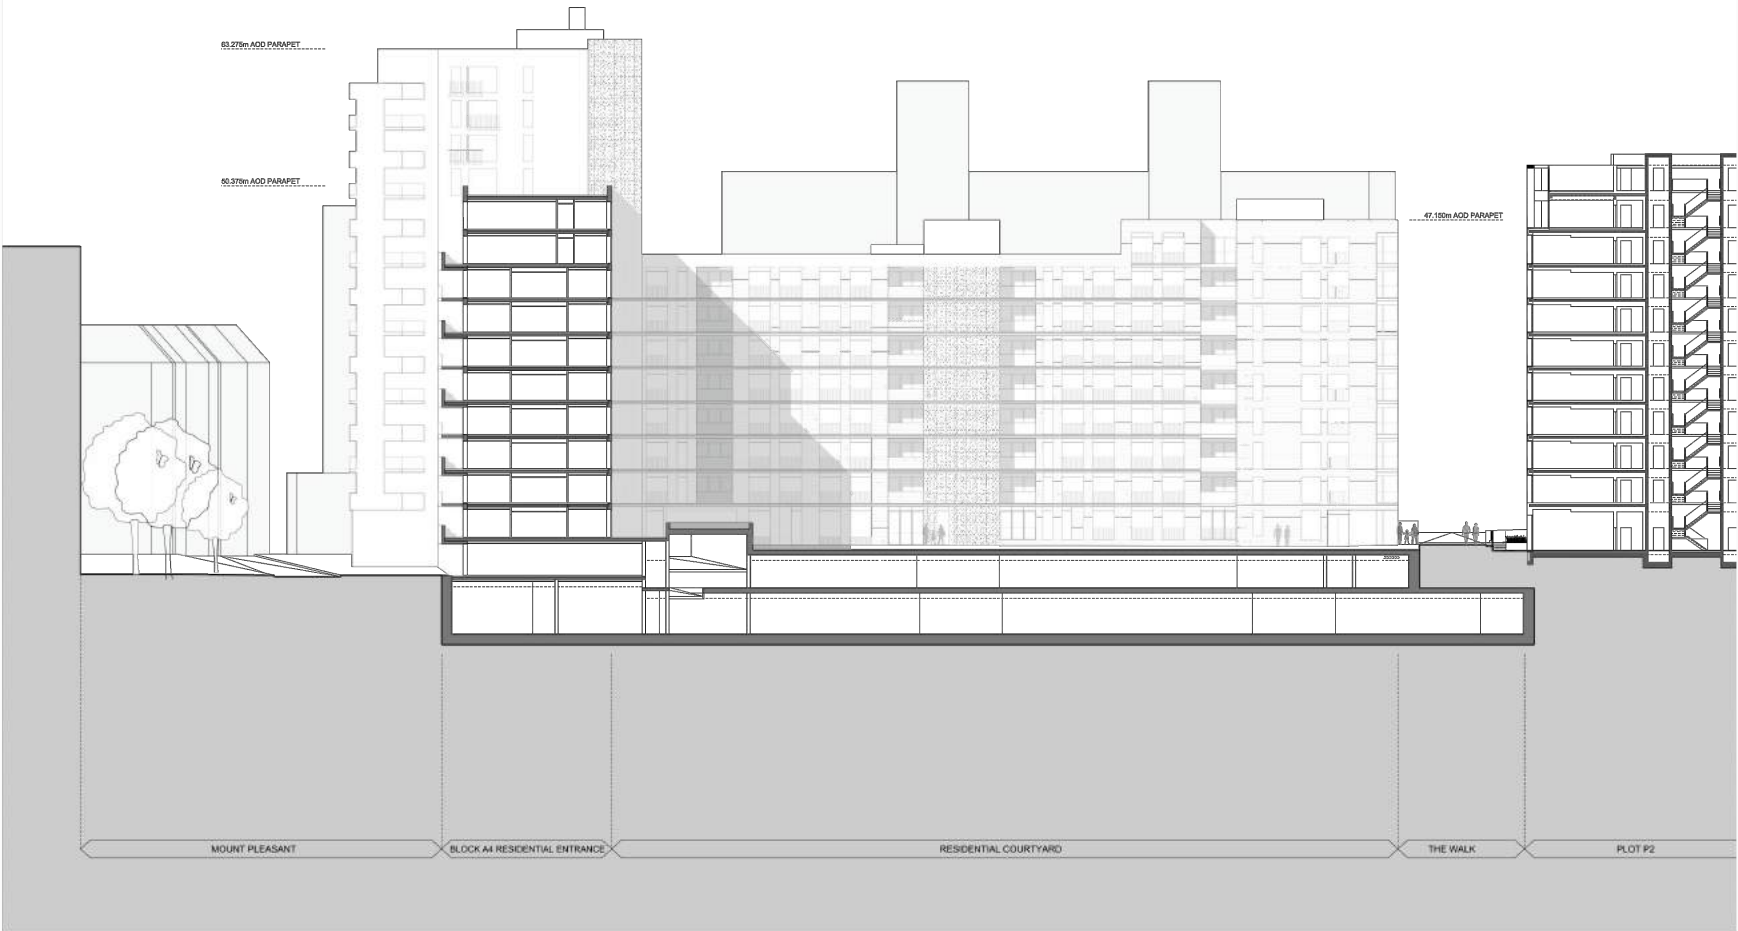 63.275m AOD PARAPET
50.375m AOD PARAPET
47.150m AOD PARAPET
MOUNT PLEASANT
BLOCK A4 RESIDENTIAL ENTRANCE
RESIDENTIAL COURTYARD
THE WALK
PLOT P2